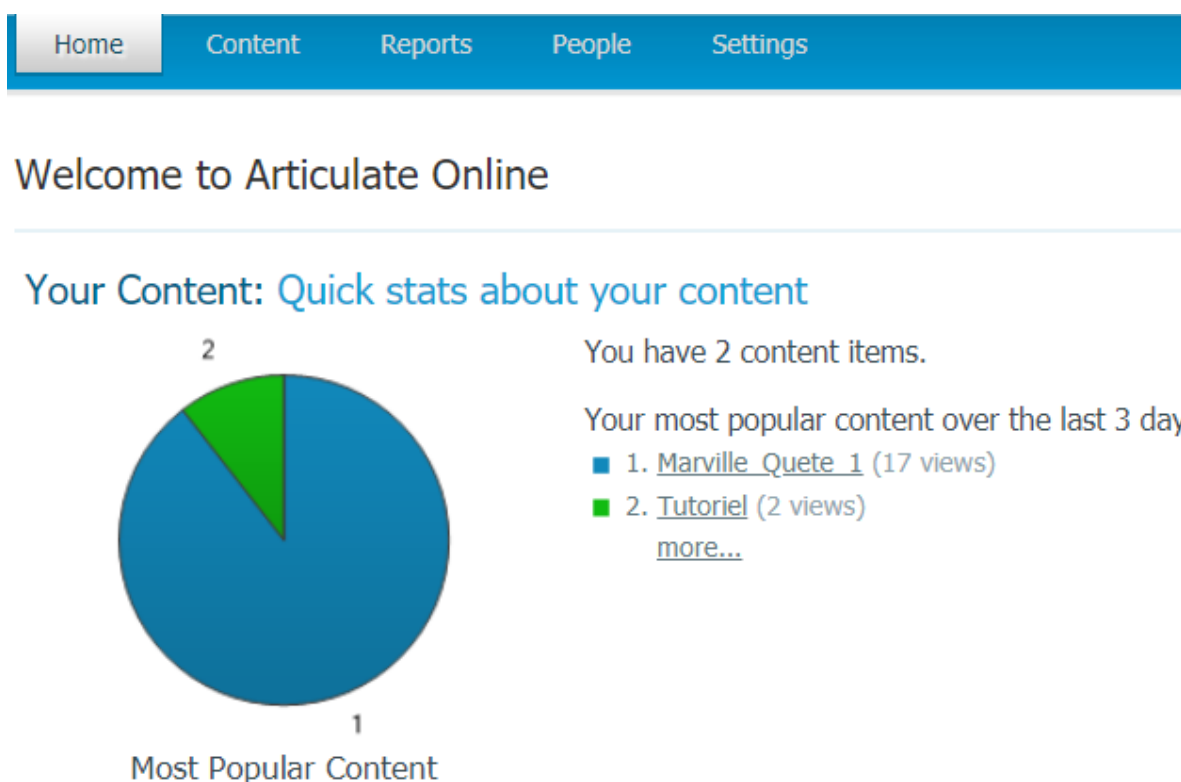 Home Content Reports People Settings
Welcome to Articulate Online
Your Content: Quick stats about your content
2
You have 2 content items.
Your most popular content over the last 3 day
1. Marville_Quete_1 (17 views)
2. Tutoriel (2 views)
more...
1
Most Popular Content